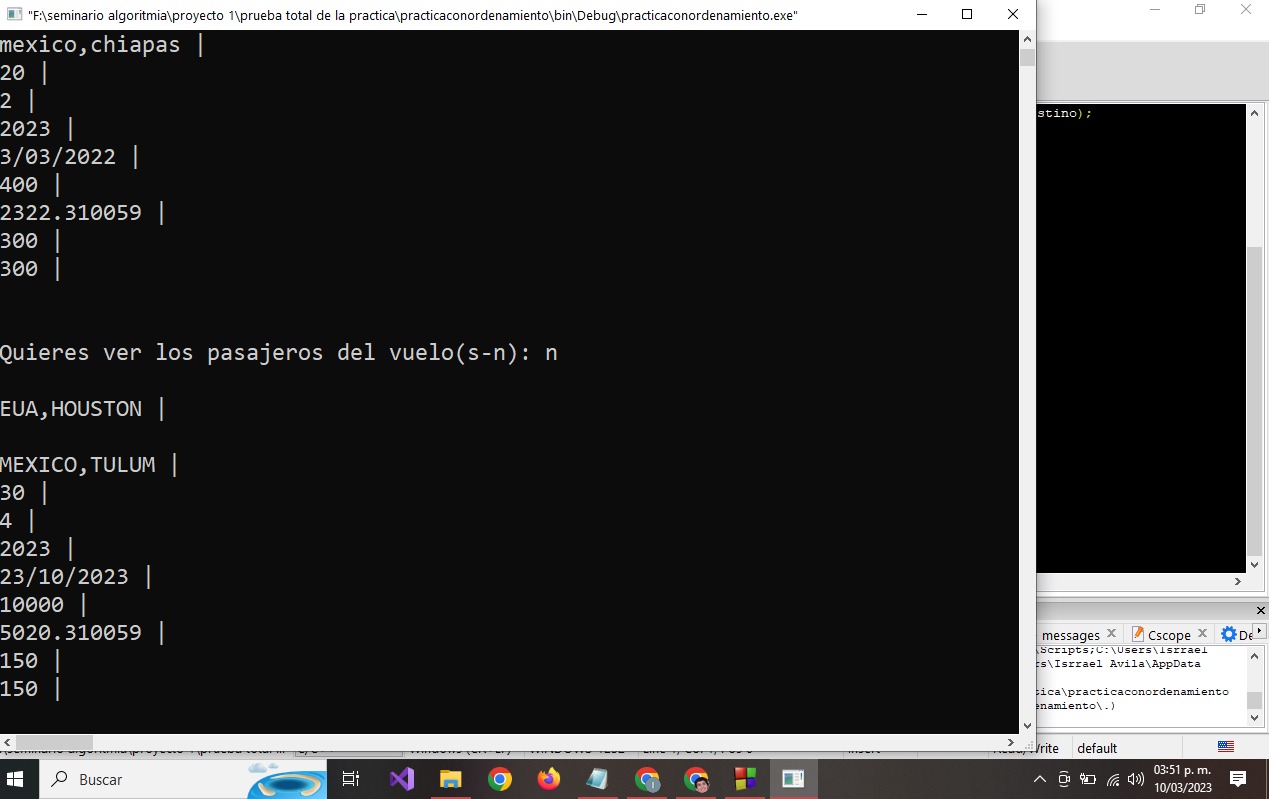 "F:\seminario algoritmia\proyecto 1\prueba total de la practica\practicaconordenamiento\bin\Debug\practicaconordenamiento.exe"
mexico,chiapas |
20 |
2 |
2023 |
3/03/2022 |
400 |
2322.310059 |
300 |
300 |
Quieres ver los pasajeros del vuelo(s-n): n
EUA,HOUSTON |
MEXICO,TULUM |
30 |
4 |
2023 |
23/10/2023 |
10000 |
5020.310059 |
150 |
150 |
stino);
messages
Cscope
De
\Scripts;C:\Users\Isrrael
rs\Isrrael Avila\AppData
tica\practicaconordenamiento
enamiento\.)
default
Buscar
03:51 p. m.
10/03/2023